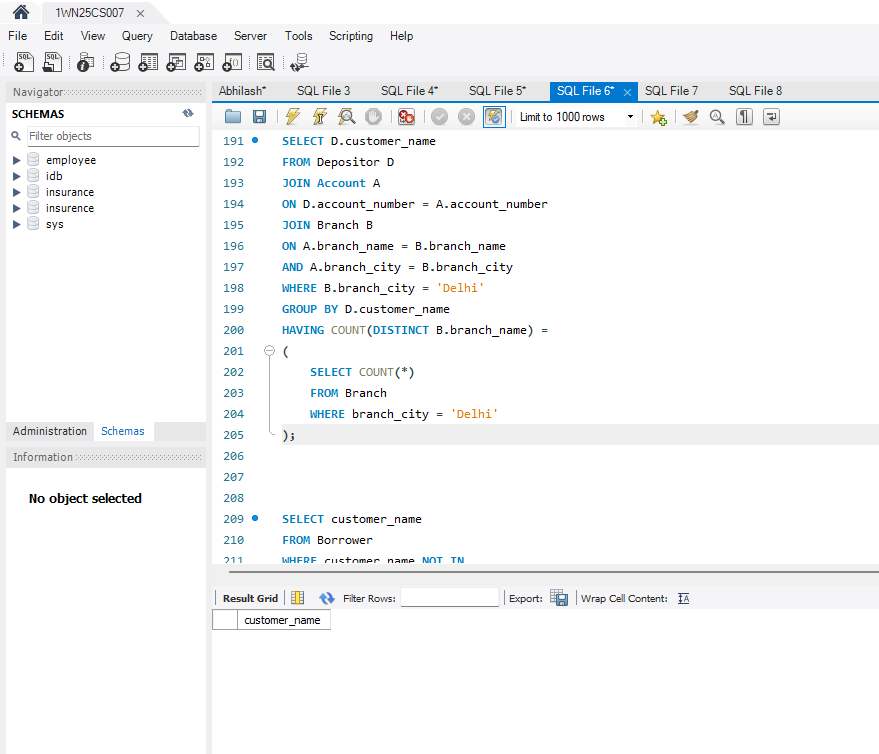 1WN25CS007
File Edit View Query Database Server Tools Scripting Help
Navigator
SCHEMAS
Filter objects
employee
idb
insurance
insurence
sys
Administration Schemas
Information
No object selected
Abhilash* SQL File 3 SQL File 4* SQL File 5* SQL File 6* SQL File 7 SQL File 8
Limit to 1000 rows
191 SELECT D.customer_name
192 FROM Depositor D
193 JOIN Account A
194 ON D.account_number = A.account_number
195 JOIN Branch B
196 ON A.branch_name = B.branch_name
197 AND A.branch_city = B.branch_city
198 WHERE B.branch_city = 'Delhi'
199 GROUP BY D.customer_name
200 HAVING COUNT(DISTINCT B.branch_name) =
201 (
202 SELECT COUNT(*)
203 FROM Branch
204 WHERE branch_city = 'Delhi'
205 );
206
207
208
209 SELECT customer_name
210 FROM Borrower
211 WHERE customer_name NOT IN
Result Grid Filter Rows: Export: Wrap Cell Content:
customer_name